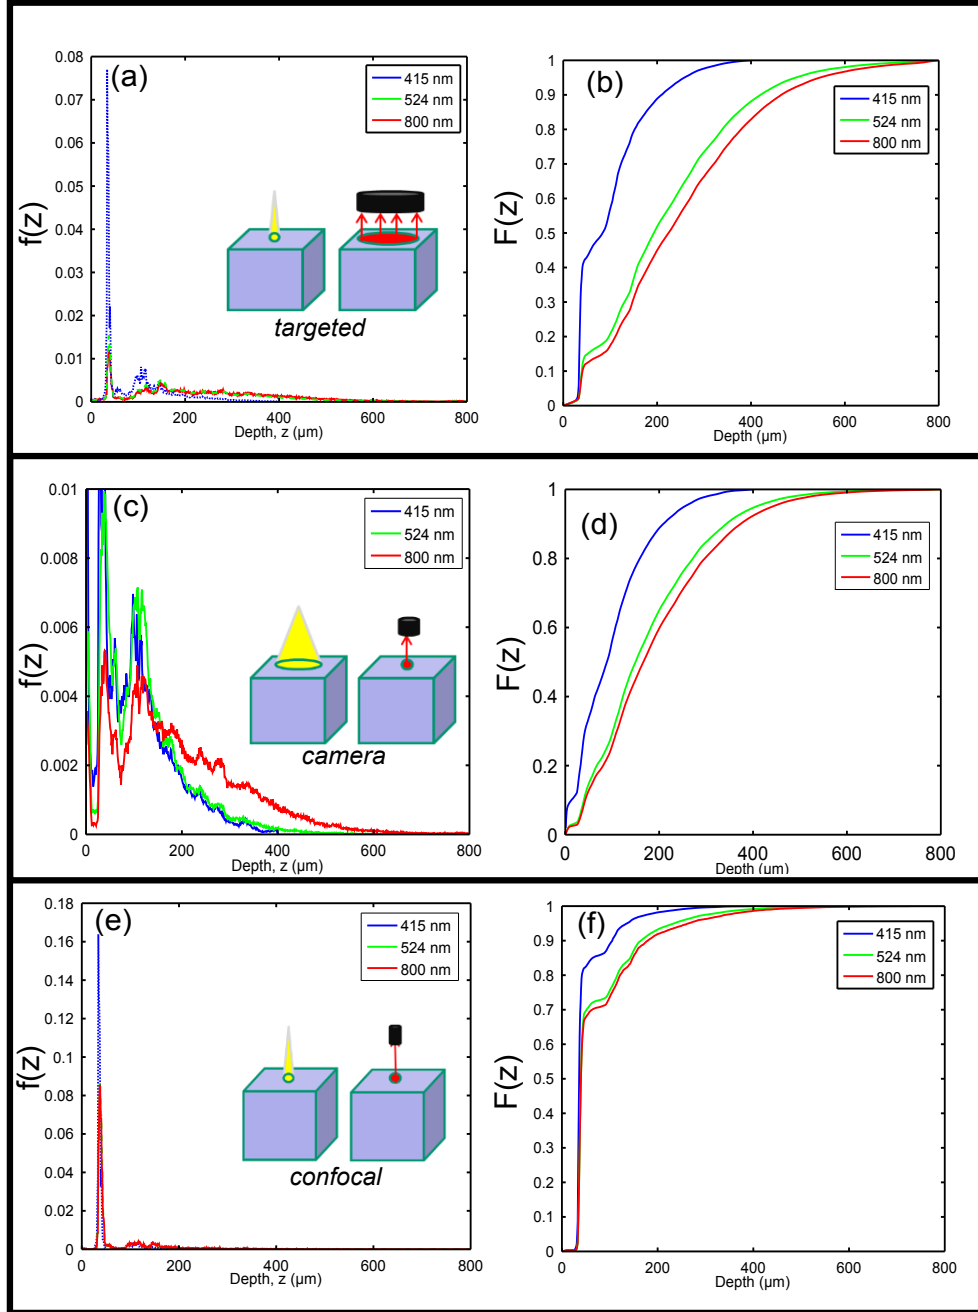 (a)
f(z)
0.08
0.07
0.06
0.05
0.04
0.03
0.02
0.01
0
0 200 400 600 800
Depth, z (μm)
415 nm
524 nm
800 nm
targeted
(b)
F(z)
1
0.9
0.8
0.7
0.6
0.5
0.4
0.3
0.2
0.1
0
0 200 400 600 800
Depth (μm)
415 nm
524 nm
800 nm
(c)
f(z)
0.01
0.008
0.006
0.004
0.002
0
0 200 400 600 800
Depth, z (μm)
415 nm
524 nm
800 nm
camera
(d)
F(z)
1
0.8
0.6
0.4
0.2
0
0 200 400 600 800
Depth (μm)
415 nm
524 nm
800 nm
(e)
f(z)
0.18
0.16
0.14
0.12
0.1
0.08
0.06
0.04
0.02
0
0 200 400 600 800
Depth, z (μm)
415 nm
524 nm
800 nm
confocal
(f)
F(z)
1
0.9
0.8
0.7
0.6
0.5
0.4
0.3
0.2
0.1
0
0 200 400 600 800
Depth (μm)
415 nm
524 nm
800 nm